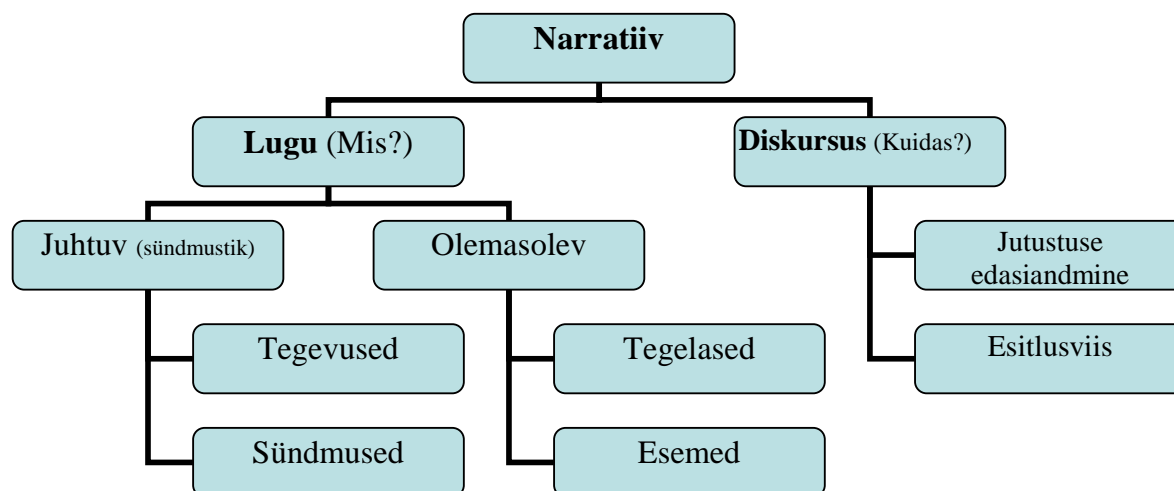 Narratiiv
Lugu (Mis?)
Diskursus (Kuidas?)
Juhtuv (sündmustik)
Olemasolev
Jutustuse
edasiandmine
Tegevused
Tegelased
Esitlusviis
Sündmused
Esemed